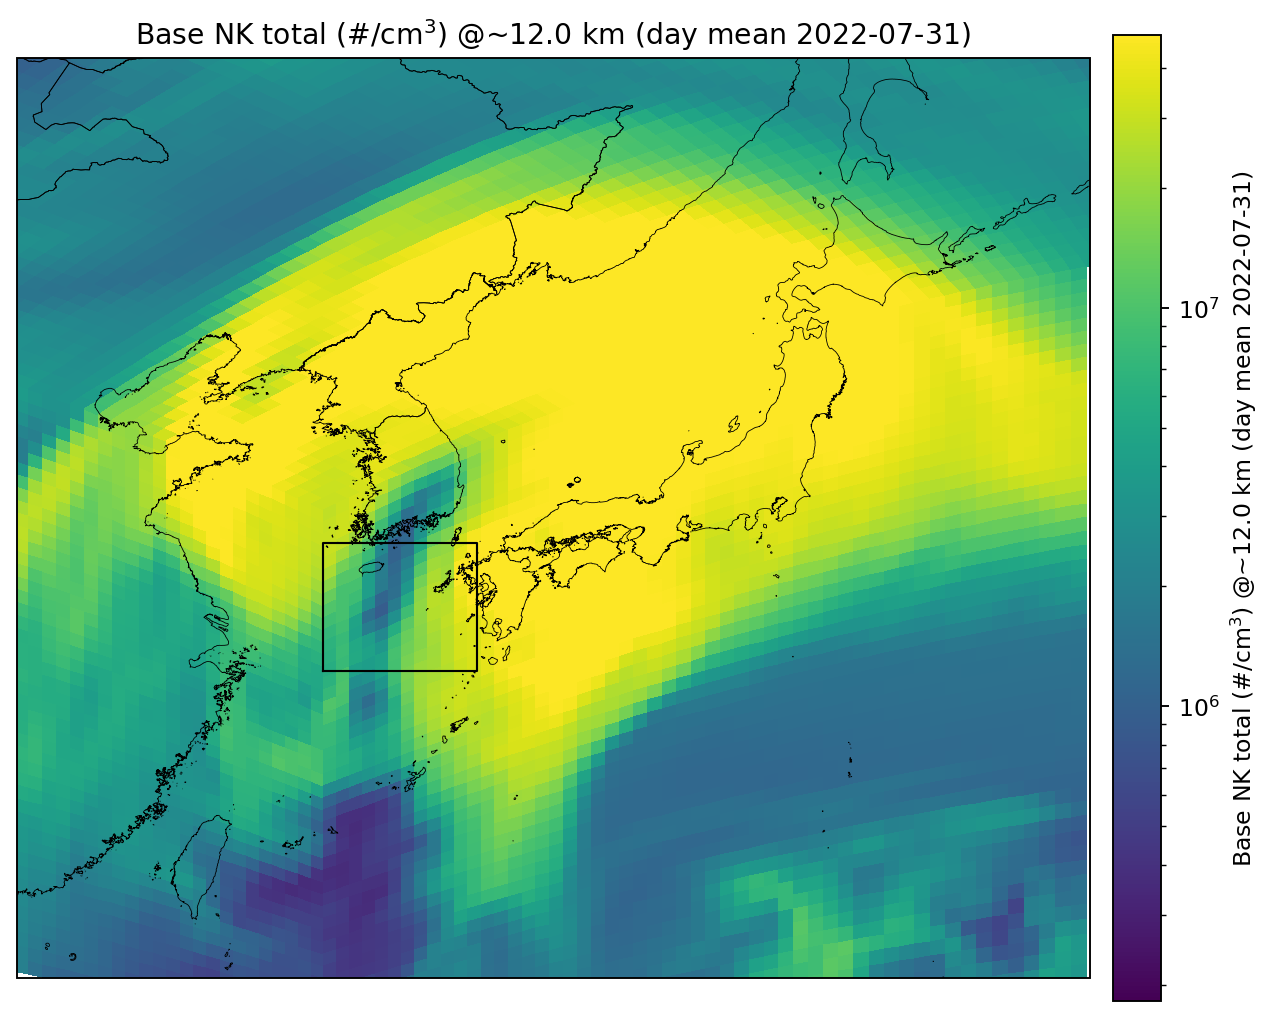 Base NK total (#/cm³) @~12.0 km (day mean 2022-07-31)
10⁷
10⁶
Base NK total (#/cm³) @~12.0 km (day mean 2022-07-31)